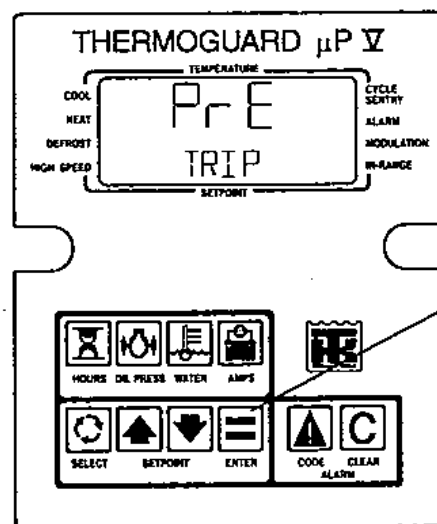 THERMOGUARD µP V
TEMPERATURE
COOL
HEAT
DEFROST
HIGH SPEED
PrE
TRIP
CYCLE
SENTRY
ALARM
MODULATION
IN-RANGE
SETPOINT
HOURS OIL PRESS WATER AMPS
SELECT SETPOINT ENTER
C
CODE CLEAR
ALARM